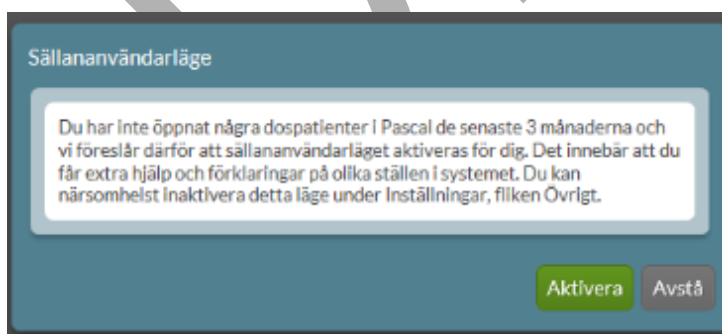 Sällananvändarläge
Du har inte öppnat några dospatienter i Pascal de senaste 3 månaderna och
vi föreslår därför att sällananvändarläget aktiveras för dig. Det innebär att du
får extra hjälp och förklaringar på olika ställen i systemet. Du kan
närsomhelst inaktivera detta läge under Inställningar, fliken Övrigt.
Aktivera Avstå